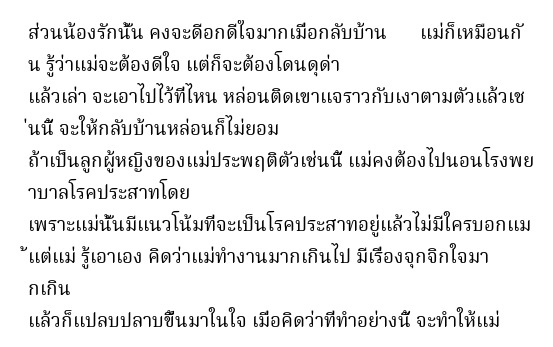 ส่วนน้องรักนั้น คงจะดีอกดีใจมากเมื่อกลับบ้าน แม่ก็เหมือนกั
น รู้ว่าแม่จะต้องดีใจ แต่ก็จะต้องโดนดุด่า
แล้วเล่า จะเอาไปไว้ที่ไหน หล่อนติดเขาแจราวกับเงาตามตัวแล้วเช
่นนี้ จะให้กลับบ้านหล่อนก็ไม่ยอม
ถ้าเป็นลูกผู้หญิงของแม่ประพฤติตัวเช่นนี้ แม่คงต้องไปนอนโรงพย
าบาลโรคประสาทโดย
เพราะแม่นั้นมีแนวโน้มที่จะเป็นโรคประสาทอยู่แล้วไม่มีใครบอกแม
้แต่แม่ รู้เอาเอง คิดว่าแม่ทำงานมากเกินไป มีเรื่องจุกจิกใจมา
กเกิน
แล้วก็แปลบปลาบขึ้นมาในใจ เมื่อคิดว่าที่ทำอย่างนี้ จะทำให้แม่